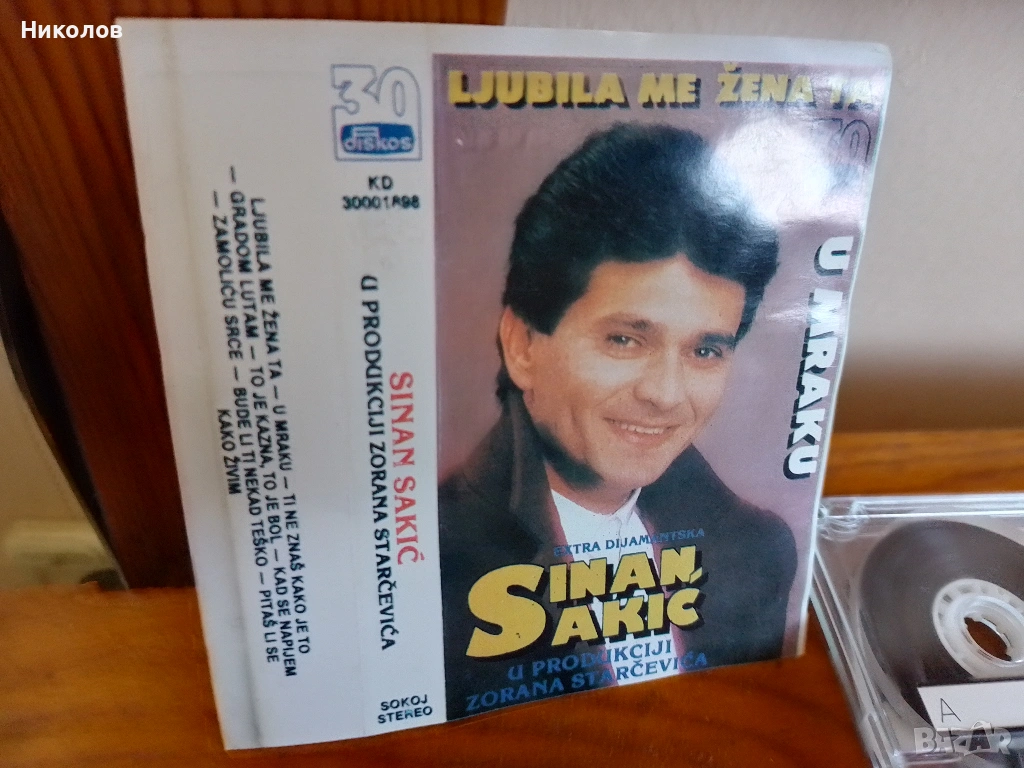 Николов
30
diskos
KD
30001898
SINAN SAKIĆ
U PRODUKCIJI ZORANA STARČEVIĆA
LJUBILA ME ŽENA TA — U MRAKU — TI NE ZNAŠ KAKO JE TO
— GRADOM LUTAM — TO JE KAZNA, TO JE BOL — KAD SE NAPIJEM
— ZAMOLIĆU SRCE — BUDE LI TI NEKAD TEŠKO — PITAŠ LI SE
KAKO ŽIVIM
SOKOJ
STEREO
LJUBILA ME ŽENA TA
30
U MRAKU
EXTRA DIJAMANTSKA
SINAN
SAKIĆ
U PRODUKCIJI
ZORANA STARČEVIĆA
A
BAZAR